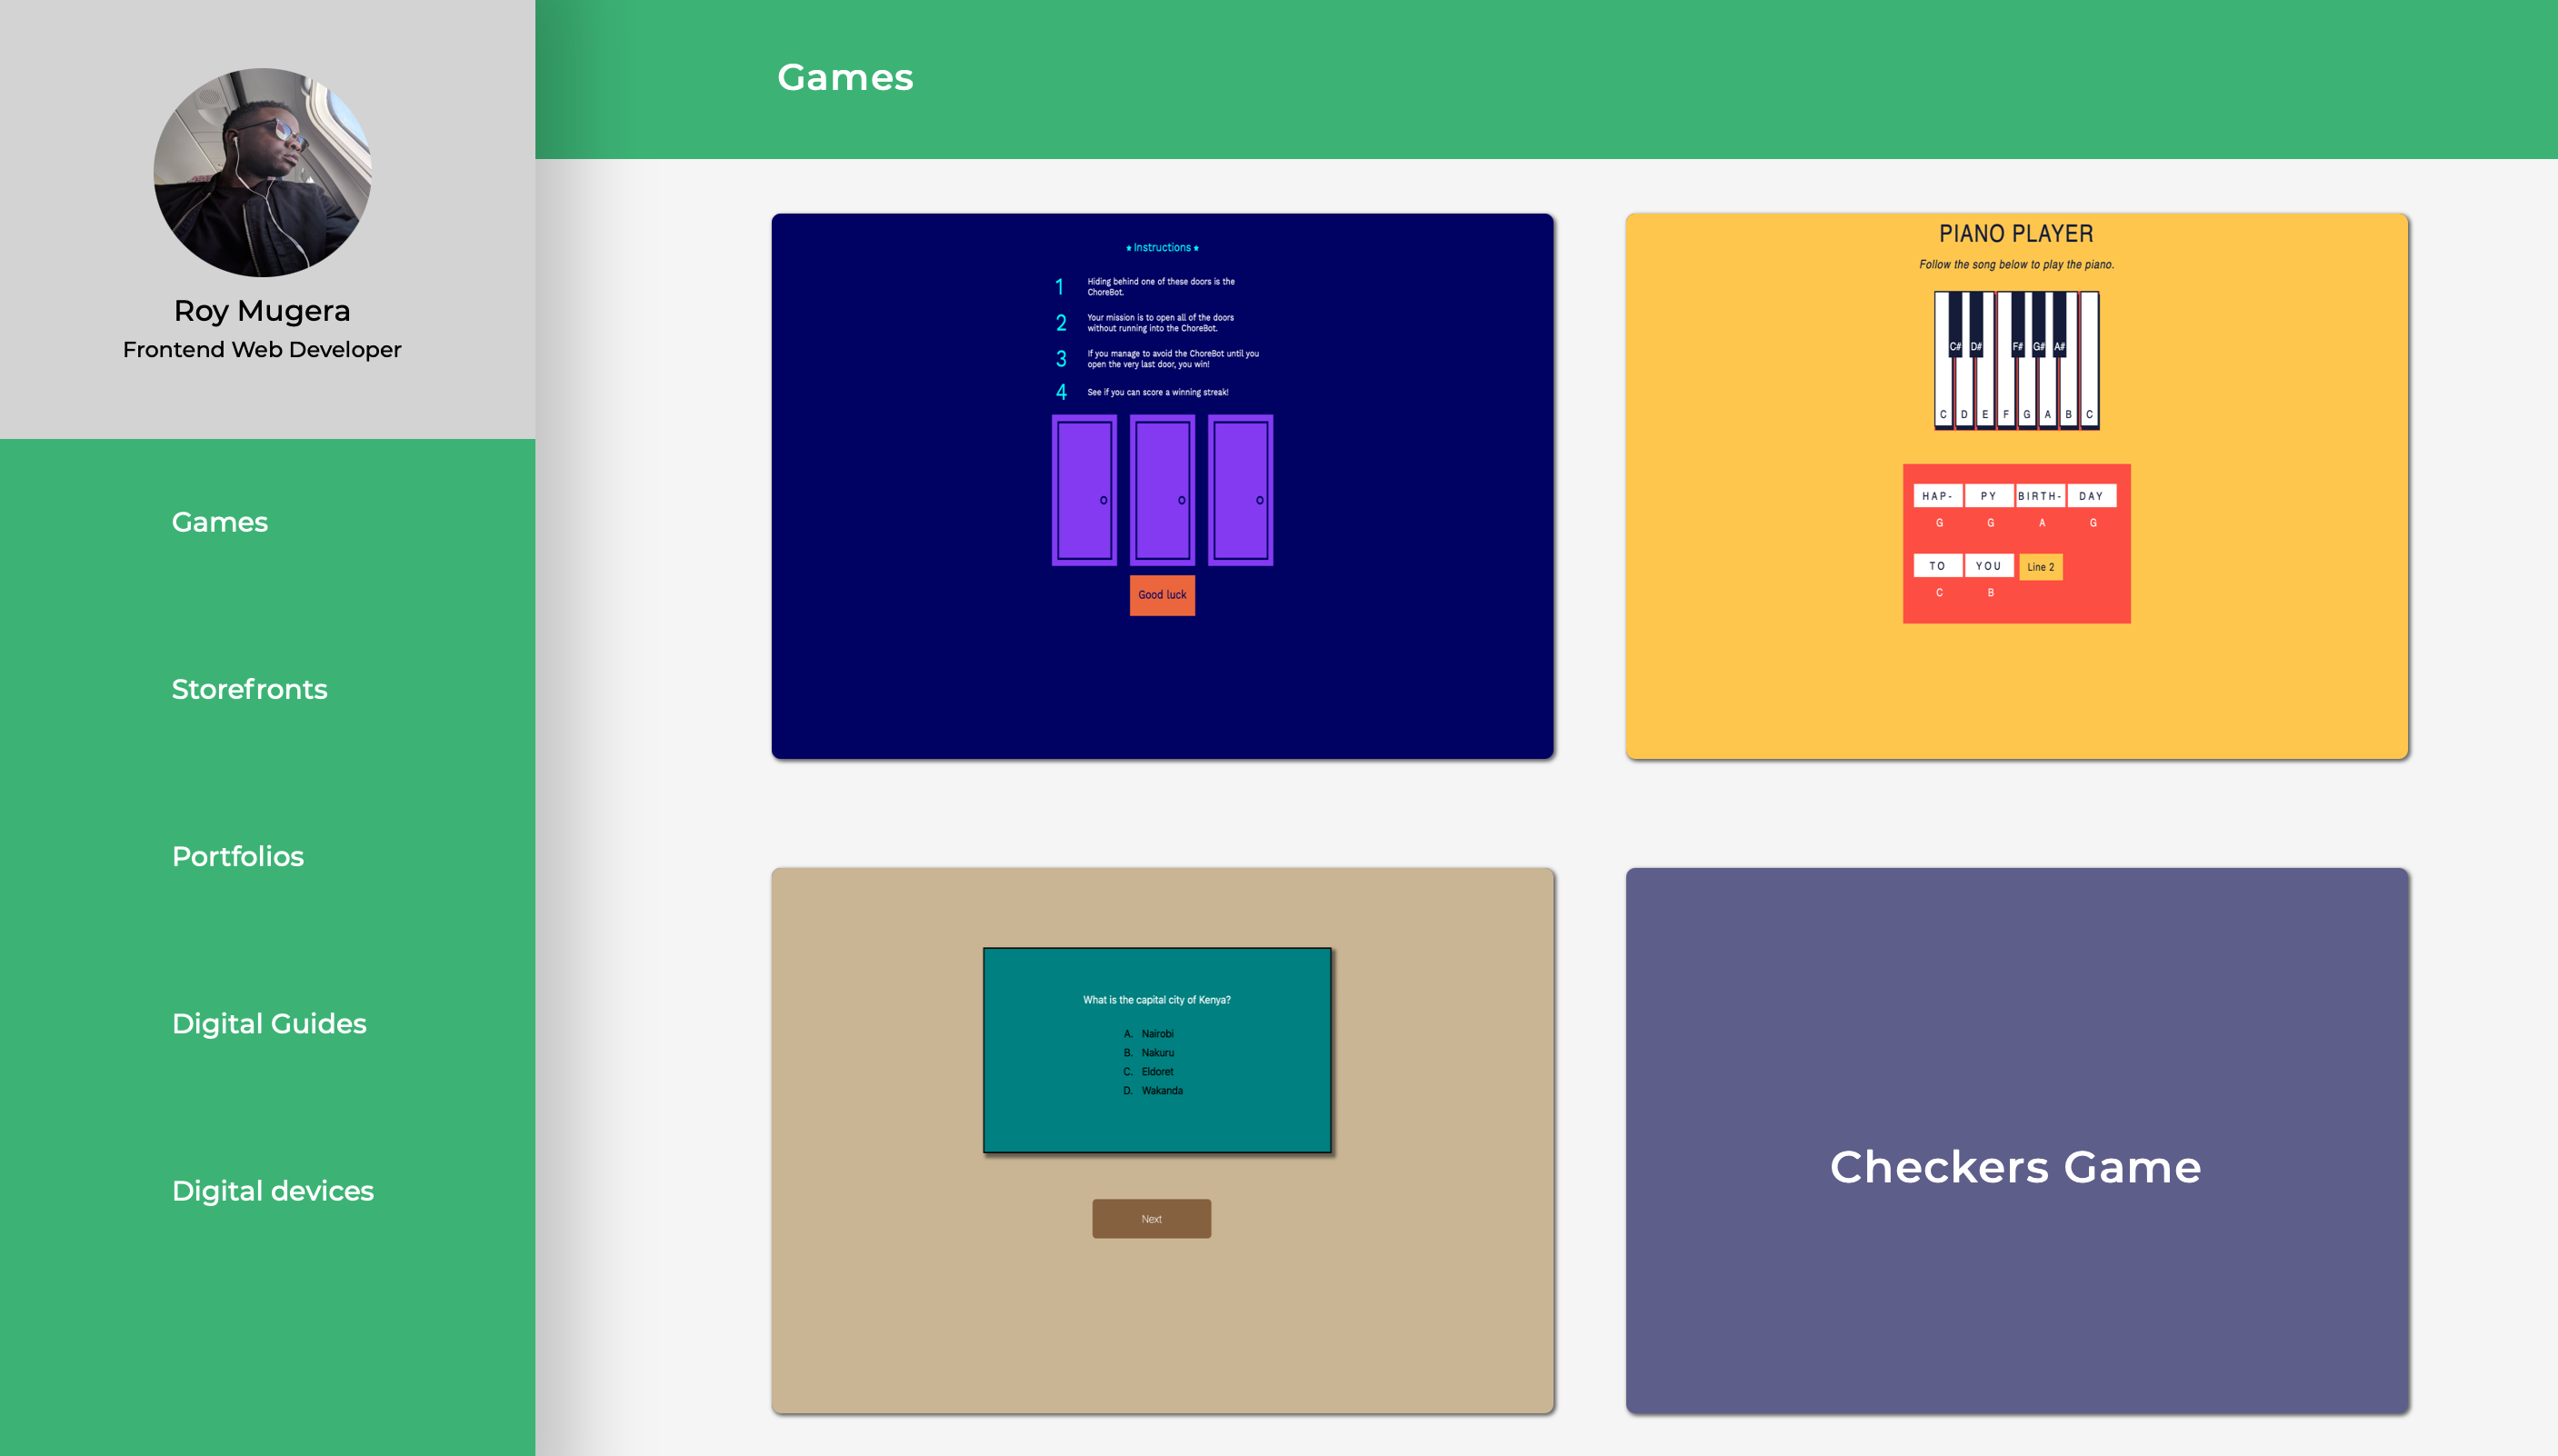 Roy Mugera
Frontend Web Developer
Games
Storefronts
Portfolios
Digital Guides
Digital devices
Games
Instructions
1 Hiding behind one of these doors is the
ChoreBot.
2 Your mission is to open all of the doors
without running into the ChoreBot.
3 If you manage to avoid the ChoreBot until you
open the very last door, you win!
4 See if you can score a winning streak!
Good luck
PIANO PLAYER
Follow the song below to play the piano.
C# D# F# G# A#
C D E F G A B C
HAP- PY BIRTH- DAY
G G A G
TO YOU Line 2
C B
What is the capital city of Kenya?
A. Nairobi
B. Nakuru
C. Eldoret
D. Wakanda
Next
Checkers Game